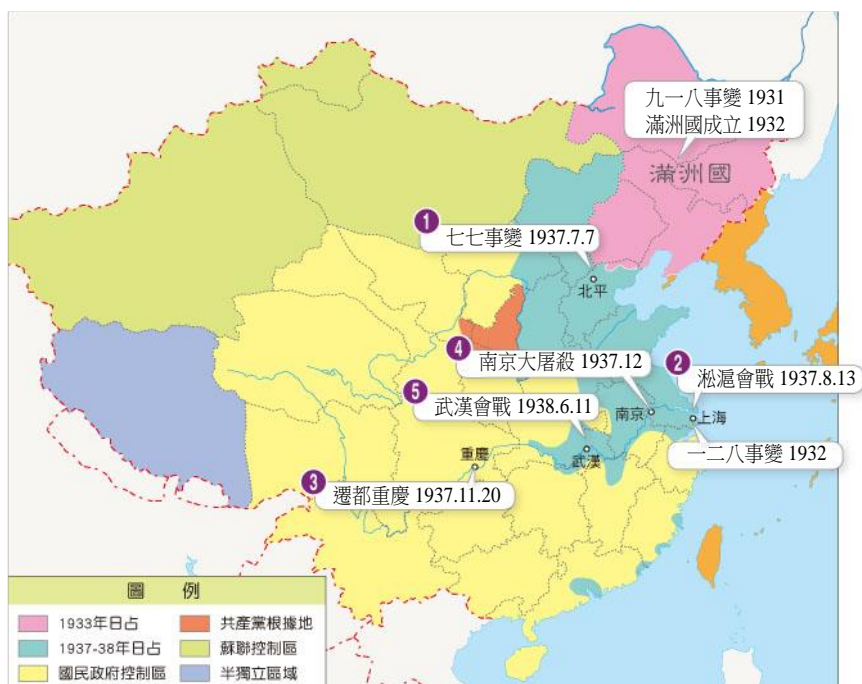 九一八事變 1931
滿洲國成立 1932
滿洲國
1
七七事變 1937.7.7
北平
4
南京大屠殺 1937.12
2
淞滬會戰 1937.8.13
5
武漢會戰 1938.6.11
南京
上海
一二八事變 1932
重慶
武漢
3
遷都重慶 1937.11.20
圖 例
1933年日占
共產黨根據地
1937-38年日占
蘇聯控制區
國民政府控制區
半獨立區域